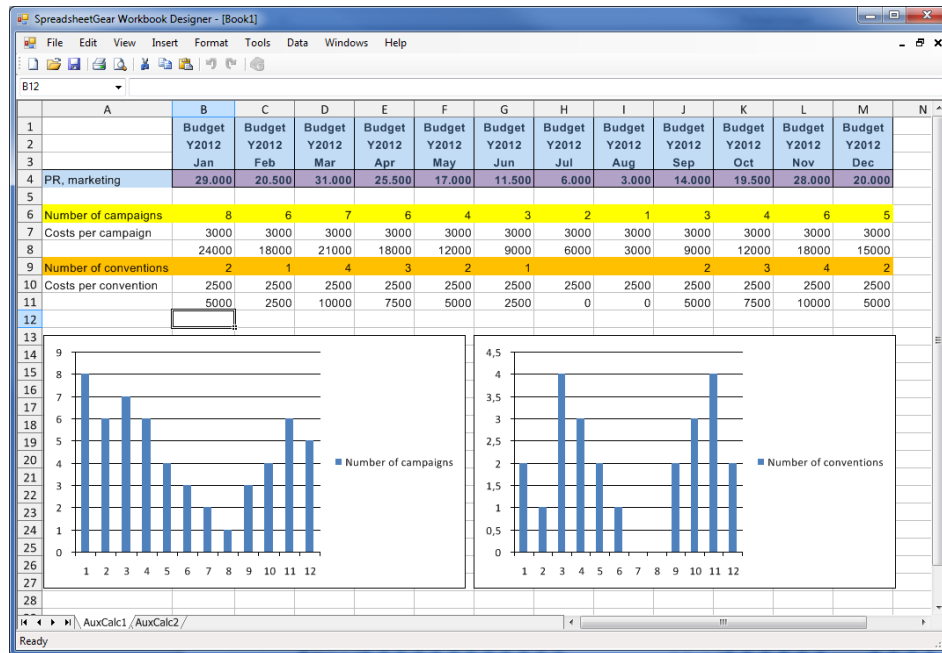 SpreadsheetGear Workbook Designer - [Book1]
File Edit View Insert Format Tools Data Windows Help
B12
A B C D E F G H I J K L M N
1 Budget Budget Budget Budget Budget Budget Budget Budget Budget Budget Budget Budget
2 Y2012 Y2012 Y2012 Y2012 Y2012 Y2012 Y2012 Y2012 Y2012 Y2012 Y2012 Y2012
3 Jan Feb Mar Apr May Jun Jul Aug Sep Oct Nov Dec
4 PR, marketing 29.000 20.500 31.000 25.500 17.000 11.500 6.000 3.000 14.000 19.500 28.000 20.000
5
6 Number of campaigns 8 6 7 6 4 3 2 1 3 4 6 5
7 Costs per campaign 3000 3000 3000 3000 3000 3000 3000 3000 3000 3000 3000 3000
8 24000 18000 21000 18000 12000 9000 6000 3000 9000 12000 18000 15000
9 Number of conventions 2 1 4 3 2 1 2 3 4 2
10 Costs per convention 2500 2500 2500 2500 2500 2500 2500 2500 2500 2500 2500 2500
11 5000 2500 10000 7500 5000 2500 0 0 5000 7500 10000 5000
12
13
14
15
16
17
18
19
20
21
22
23
24
25
26
27
28
9
8
7
6
5
4
3
2
1
0
1 2 3 4 5 6 7 8 9 10 11 12
Number of campaigns
4,5
4
3,5
3
2,5
2
1,5
1
0,5
0
1 2 3 4 5 6 7 8 9 10 11 12
Number of conventions
AuxCalc1 AuxCalc2
Ready